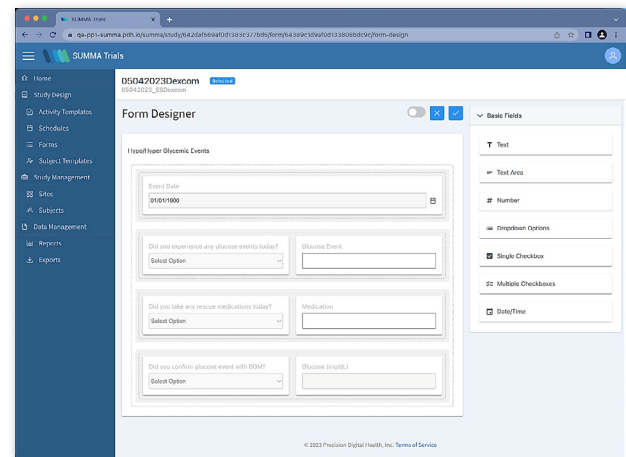 SUMMA Trials
qa-pp1-summa.pdh.io/summa/study/
SUMMA Trials
Home
Study Design
Activity Templates
Schedules
Forms
Subject Templates
Study Management
Sites
Subjects
Data Management
Reports
Exports
05042023Dexcom
05042023_SSDexcom
Form Designer
Hypo/Hyper Glycemic Events
Event Date
01/01/1900
Did you experience any glucose events today?
Select Option
Glucose Event
Did you take any rescue medications today?
Select Option
Medication
Did you confirm glucose event with BGM?
Select Option
Glucose (mg/dL)
Basic Fields
Text
Text Area
Number
Dropdown Options
Single Checkbox
Multiple Checkboxes
Date/Time
© 2023 Precision Digital Health, Inc. Terms of Service